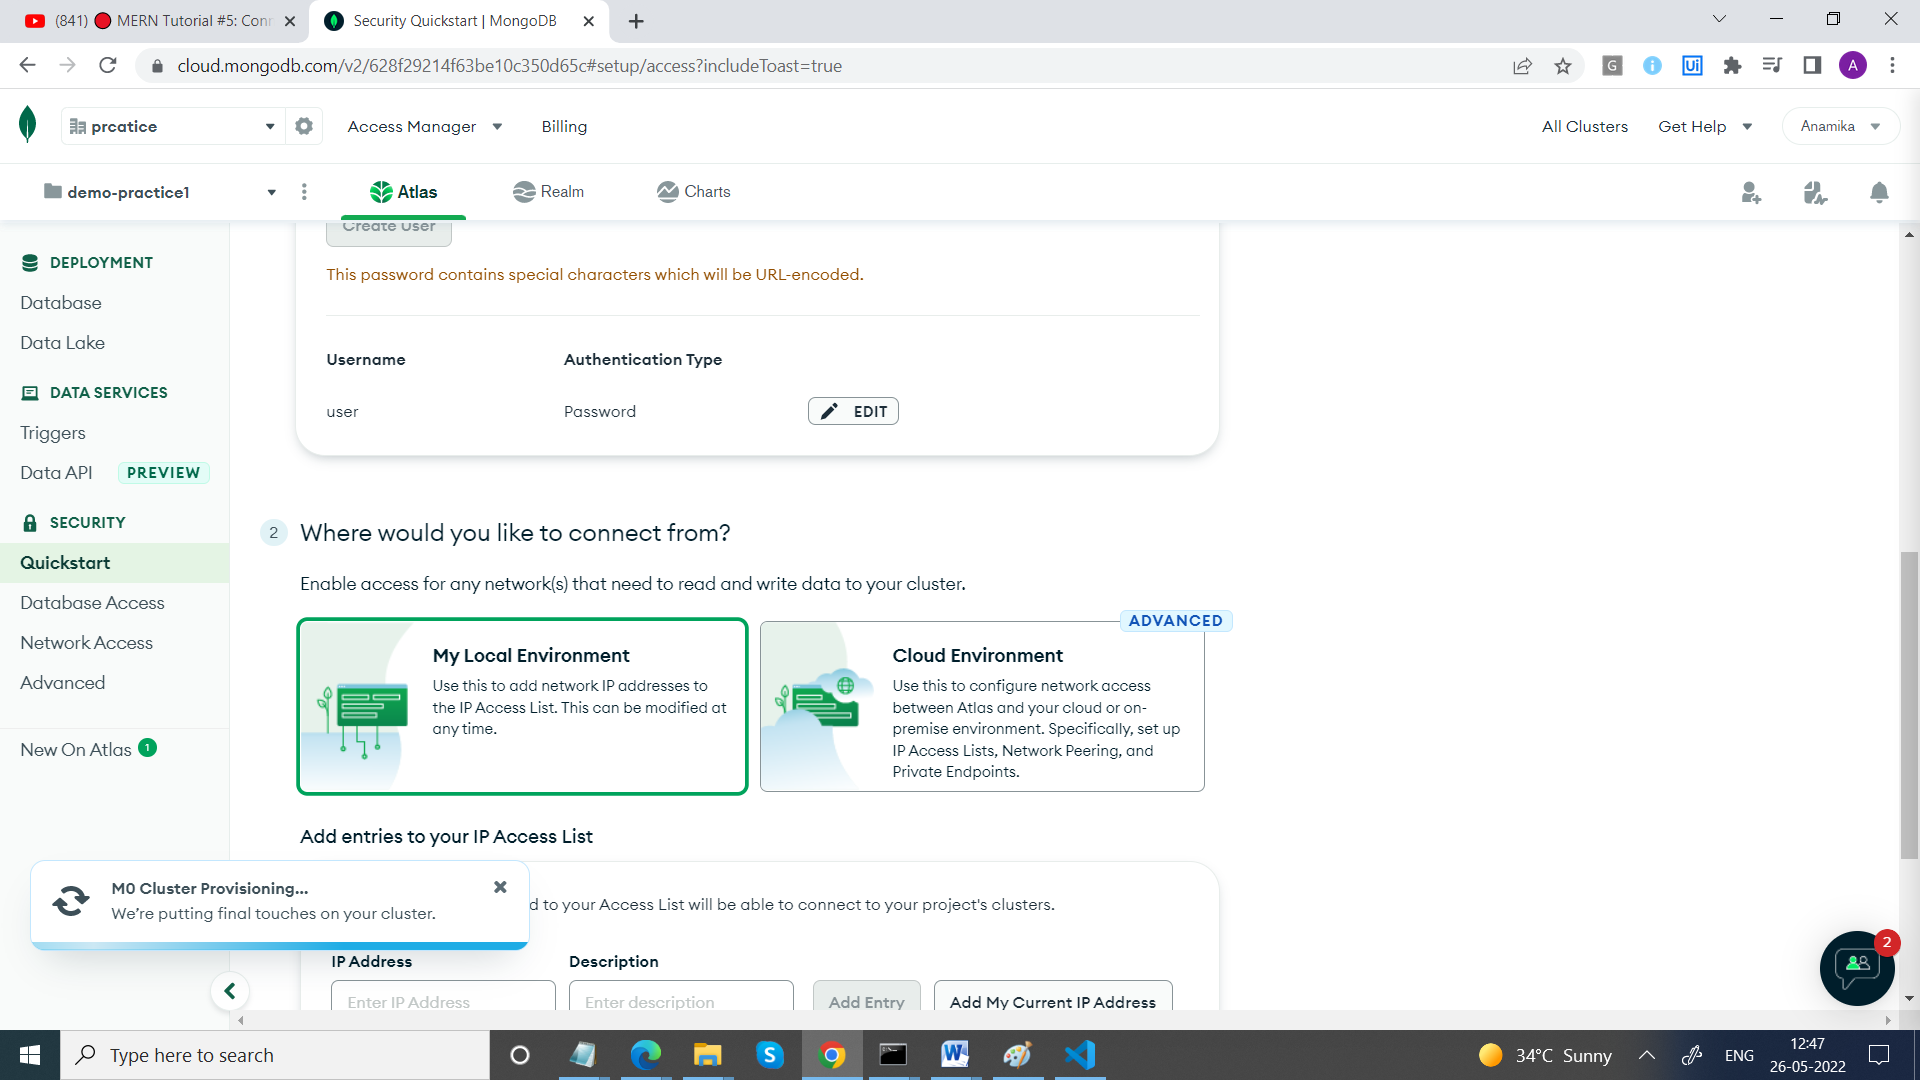 (841) 🔴 MERN Tutorial #5: Conn
Security Quickstart | MongoDB
cloud.mongodb.com/v2/628f29214f63be10c350d65c#setup/access?includeToast=true
G
Ui
A
prcatice
Access Manager
Billing
All Clusters
Get Help
Anamika
demo-practice1
Atlas
Realm
Charts
DEPLOYMENT
Database
Data Lake
DATA SERVICES
Triggers
Data API PREVIEW
SECURITY
Quickstart
Database Access
Network Access
Advanced
New On Atlas 1
Create User
This password contains special characters which will be URL-encoded.
Username Authentication Type
user Password EDIT
2 Where would you like to connect from?
Enable access for any network(s) that need to read and write data to your cluster.
My Local Environment
Use this to add network IP addresses to
the IP Access List. This can be modified at
any time.
ADVANCED
Cloud Environment
Use this to configure network access
between Atlas and your cloud or on-
premise environment. Specifically, set up
IP Access Lists, Network Peering, and
Private Endpoints.
Add entries to your IP Access List
M0 Cluster Provisioning...
We're putting final touches on your cluster.
d to your Access List will be able to connect to your project's clusters.
IP Address Description
Enter IP Address Enter description Add Entry Add My Current IP Address
2
Type here to search
34°C Sunny
ENG
12:47
26-05-2022